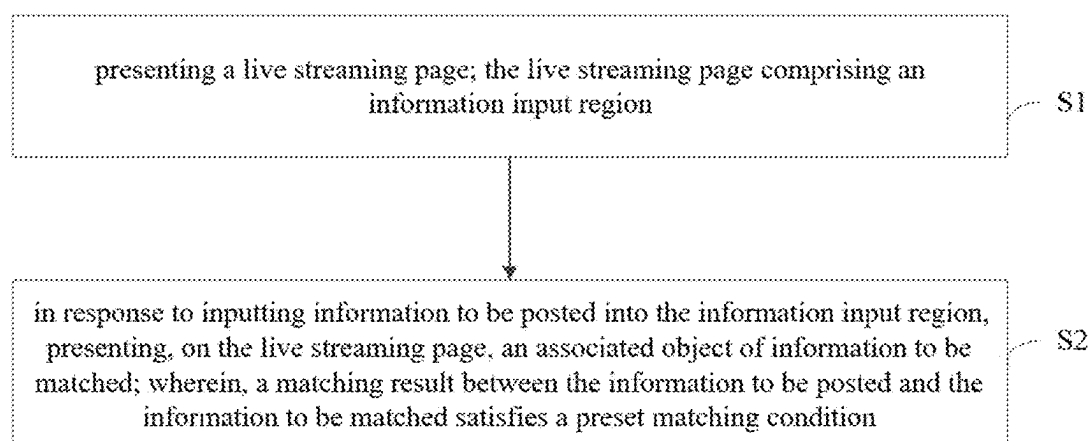 presenting a live streaming page; the live streaming page comprising an
information input region
S1
in response to inputting information to be posted into the information input region,
presenting, on the live streaming page, an associated object of information to be
matched; wherein, a matching result between the information to be posted and the
information to be matched satisfies a preset matching condition
S2